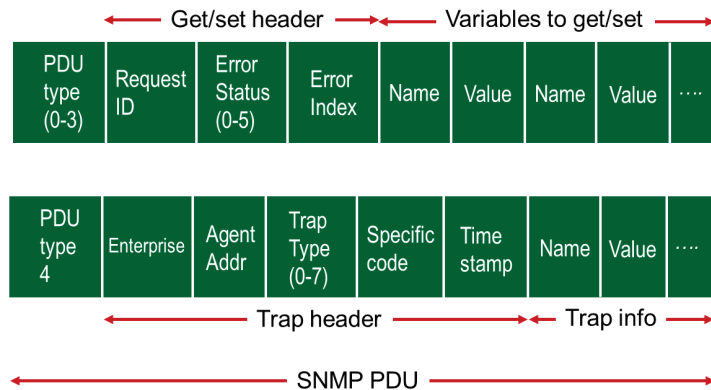 Get/set header
Variables to get/set
PDU
type
(0-3)
Request
ID
Error
Status
(0-5)
Error
Index
Name
Value
Name
Value
....
PDU
type
4
Enterprise
Agent
Addr
Trap
Type
(0-7)
Specific
code
Time
stamp
Name
Value
....
Trap header
Trap info
SNMP PDU